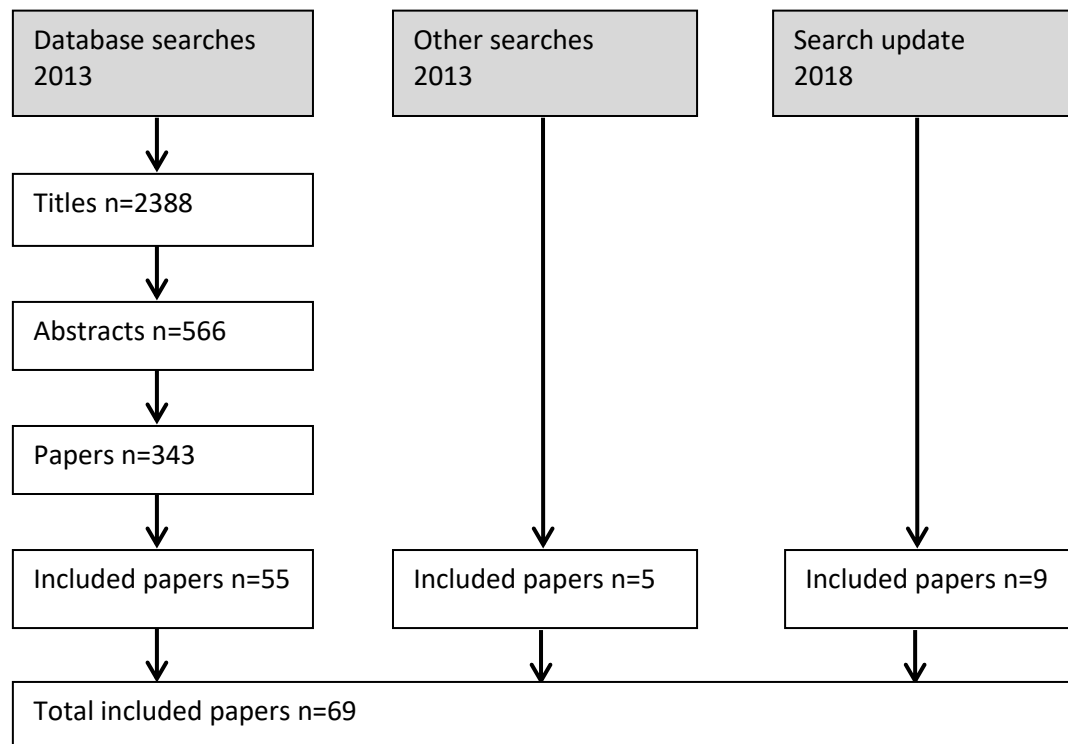 Database searches
2013
Other searches
2013
Search update
2018
Titles n=2388
Abstracts n=566
Papers n=343
Included papers n=55
Included papers n=5
Included papers n=9
Total included papers n=69